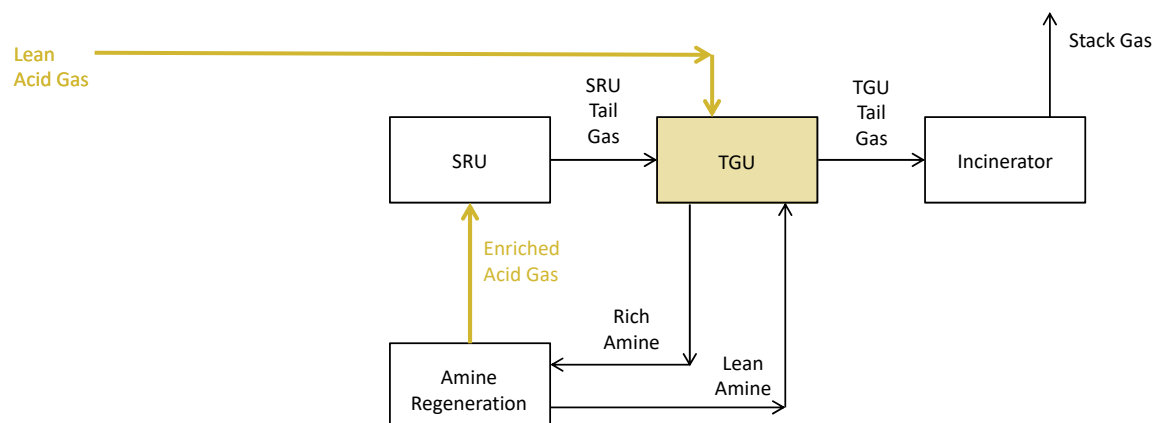 Lean
Acid Gas
SRU
Tail
Gas
TGU
Tail
Gas
Stack Gas
SRU
TGU
Incinerator
Enriched
Acid Gas
Rich
Amine
Lean
Amine
Amine
Regeneration